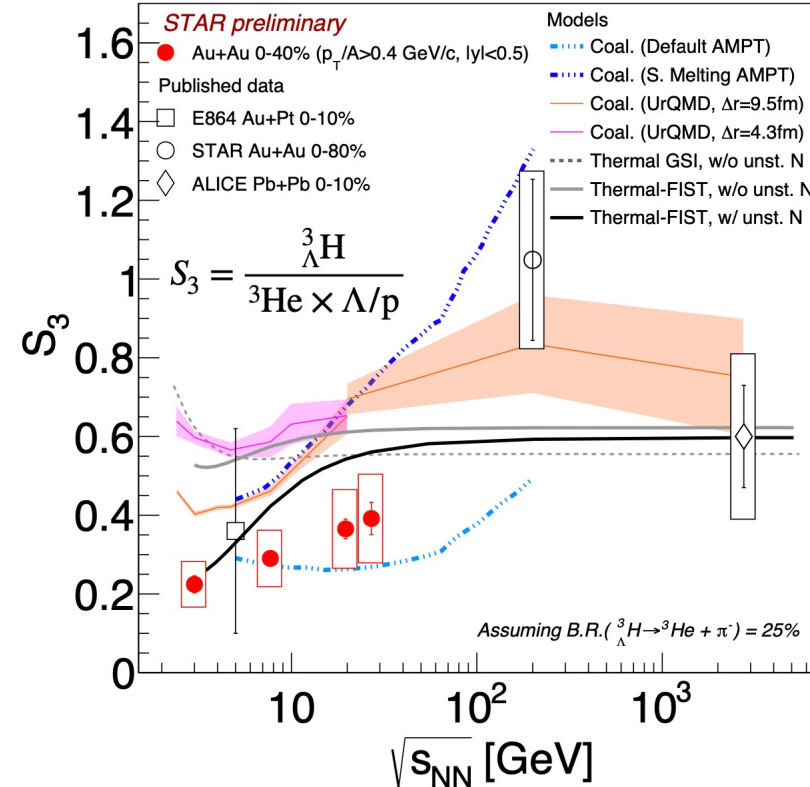 STAR preliminary
Au+Au 0-40% (p_T/A>0.4 GeV/c, |y|<0.5)
Published data
E864 Au+Pt 0-10%
STAR Au+Au 0-80%
ALICE Pb+Pb 0-10%
Models
Coal. (Default AMPT)
Coal. (S. Melting AMPT)
Coal. (UrQMD, Δr=9.5fm)
Coal. (UrQMD, Δr=4.3fm)
Thermal GSI, w/o unst. N
Thermal-FIST, w/o unst. N
Thermal-FIST, w/ unst. N
S₃ = ³_ΛH / ³He × Λ/p
S₃
1.6
1.4
1.2
1
0.8
0.6
0.4
0.2
0
Assuming B.R.(³_ΛH→³He + π⁻) = 25%
10
10²
10³
√s_NN [GeV]